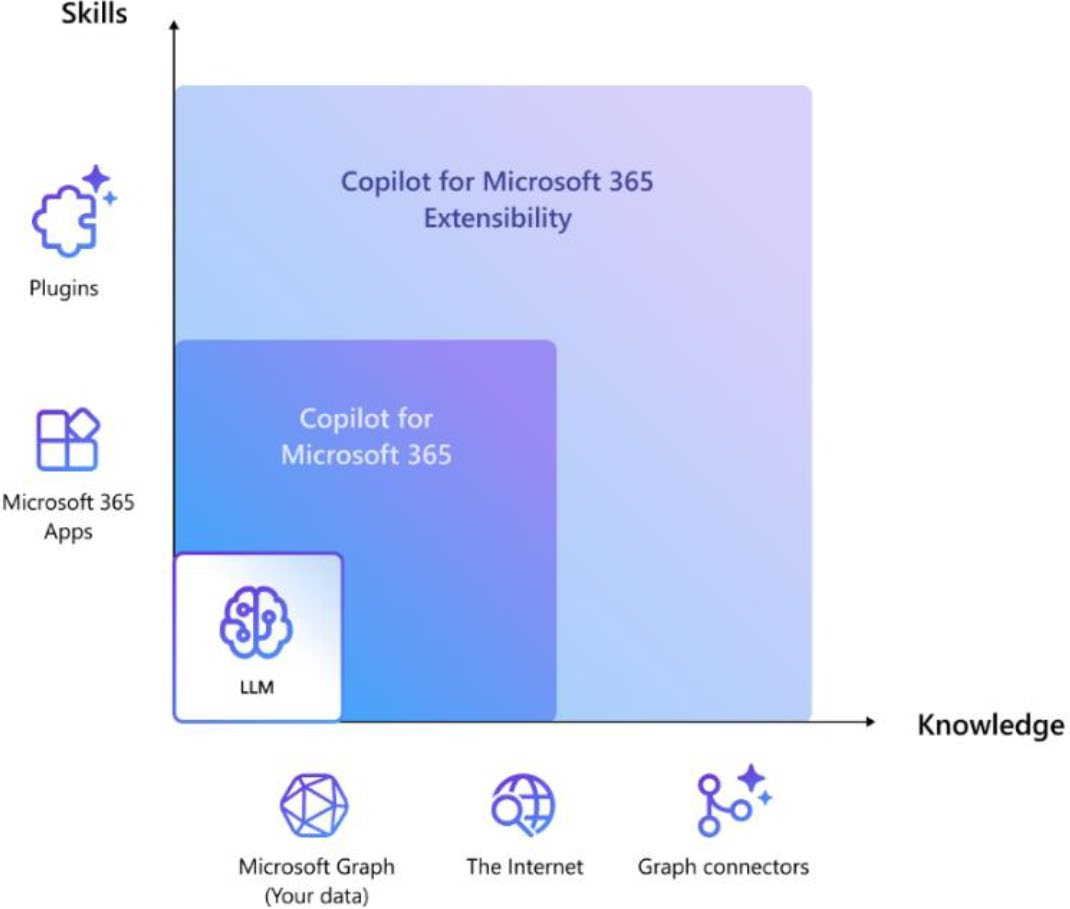 Skills
Copilot for Microsoft 365
Extensibility
Plugins
Copilot for
Microsoft 365
Microsoft 365
Apps
LLM
Knowledge
Microsoft Graph
(Your data)
The Internet
Graph connectors